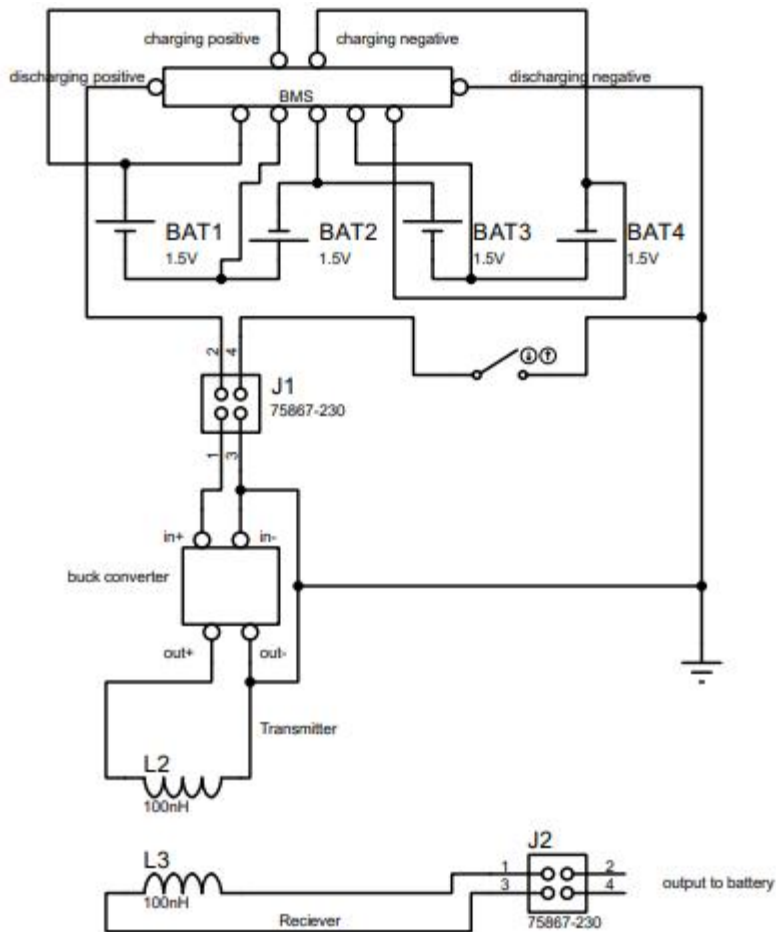 charging positive
charging negative
discharging positive
discharging negative
BMS
BAT1
1.5V
BAT2
1.5V
BAT3
1.5V
BAT4
1.5V
2
4
J1
75867-230
1
3
in+
in-
buck converter
out+
out-
Transmitter
L2
100nH
J2
L3
100nH
1
2
3
4
output to battery
Reciever
75867-230